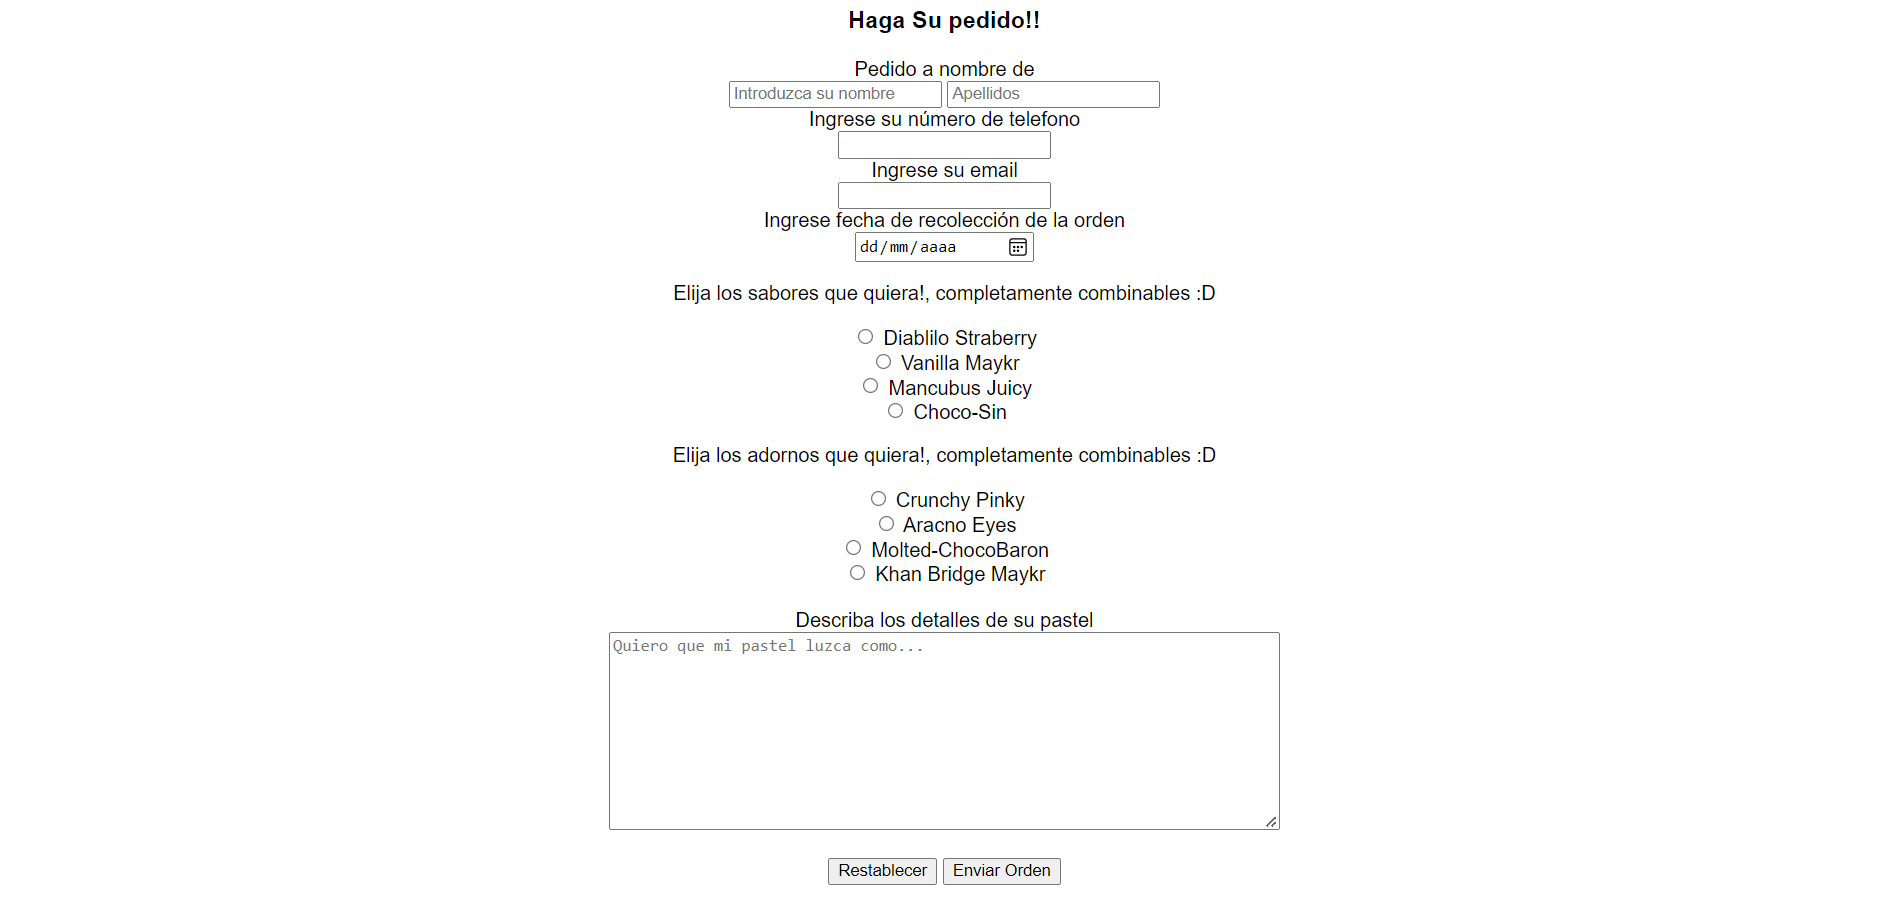 Haga Su pedido!!
Pedido a nombre de
Introduzca su nombre Apellidos
Ingrese su número de telefono
Ingrese su email
Ingrese fecha de recolección de la orden
dd/mm/aaaa
Elija los sabores que quiera!, completamente combinables :D
Diablilo Straberry
Vanilla Maykr
Mancubus Juicy
Choco-Sin
Elija los adornos que quiera!, completamente combinables :D
Crunchy Pinky
Aracno Eyes
Molted-ChocoBaron
Khan Bridge Maykr
Describa los detalles de su pastel
Quiero que mi pastel luzca como...
Restablecer Enviar Orden